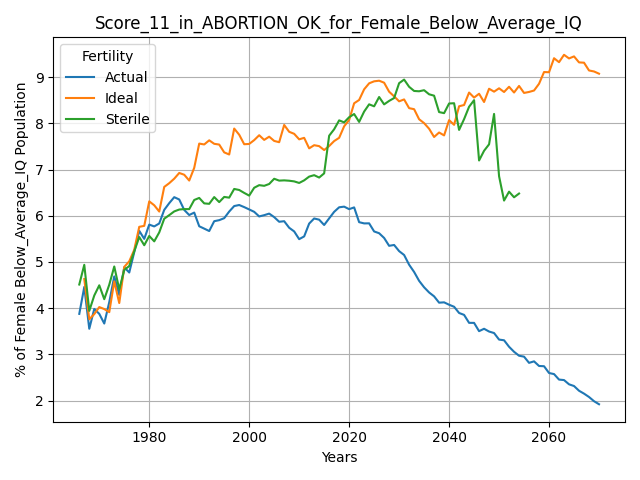 Score_11_in_ABORTION_OK_for_Female_Below_Average_IQ
Fertility
Actual
Ideal
Sterile
% of Female Below_Average_IQ Population
9
8
7
6
5
4
3
2
1980
2000
2020
2040
2060
Years